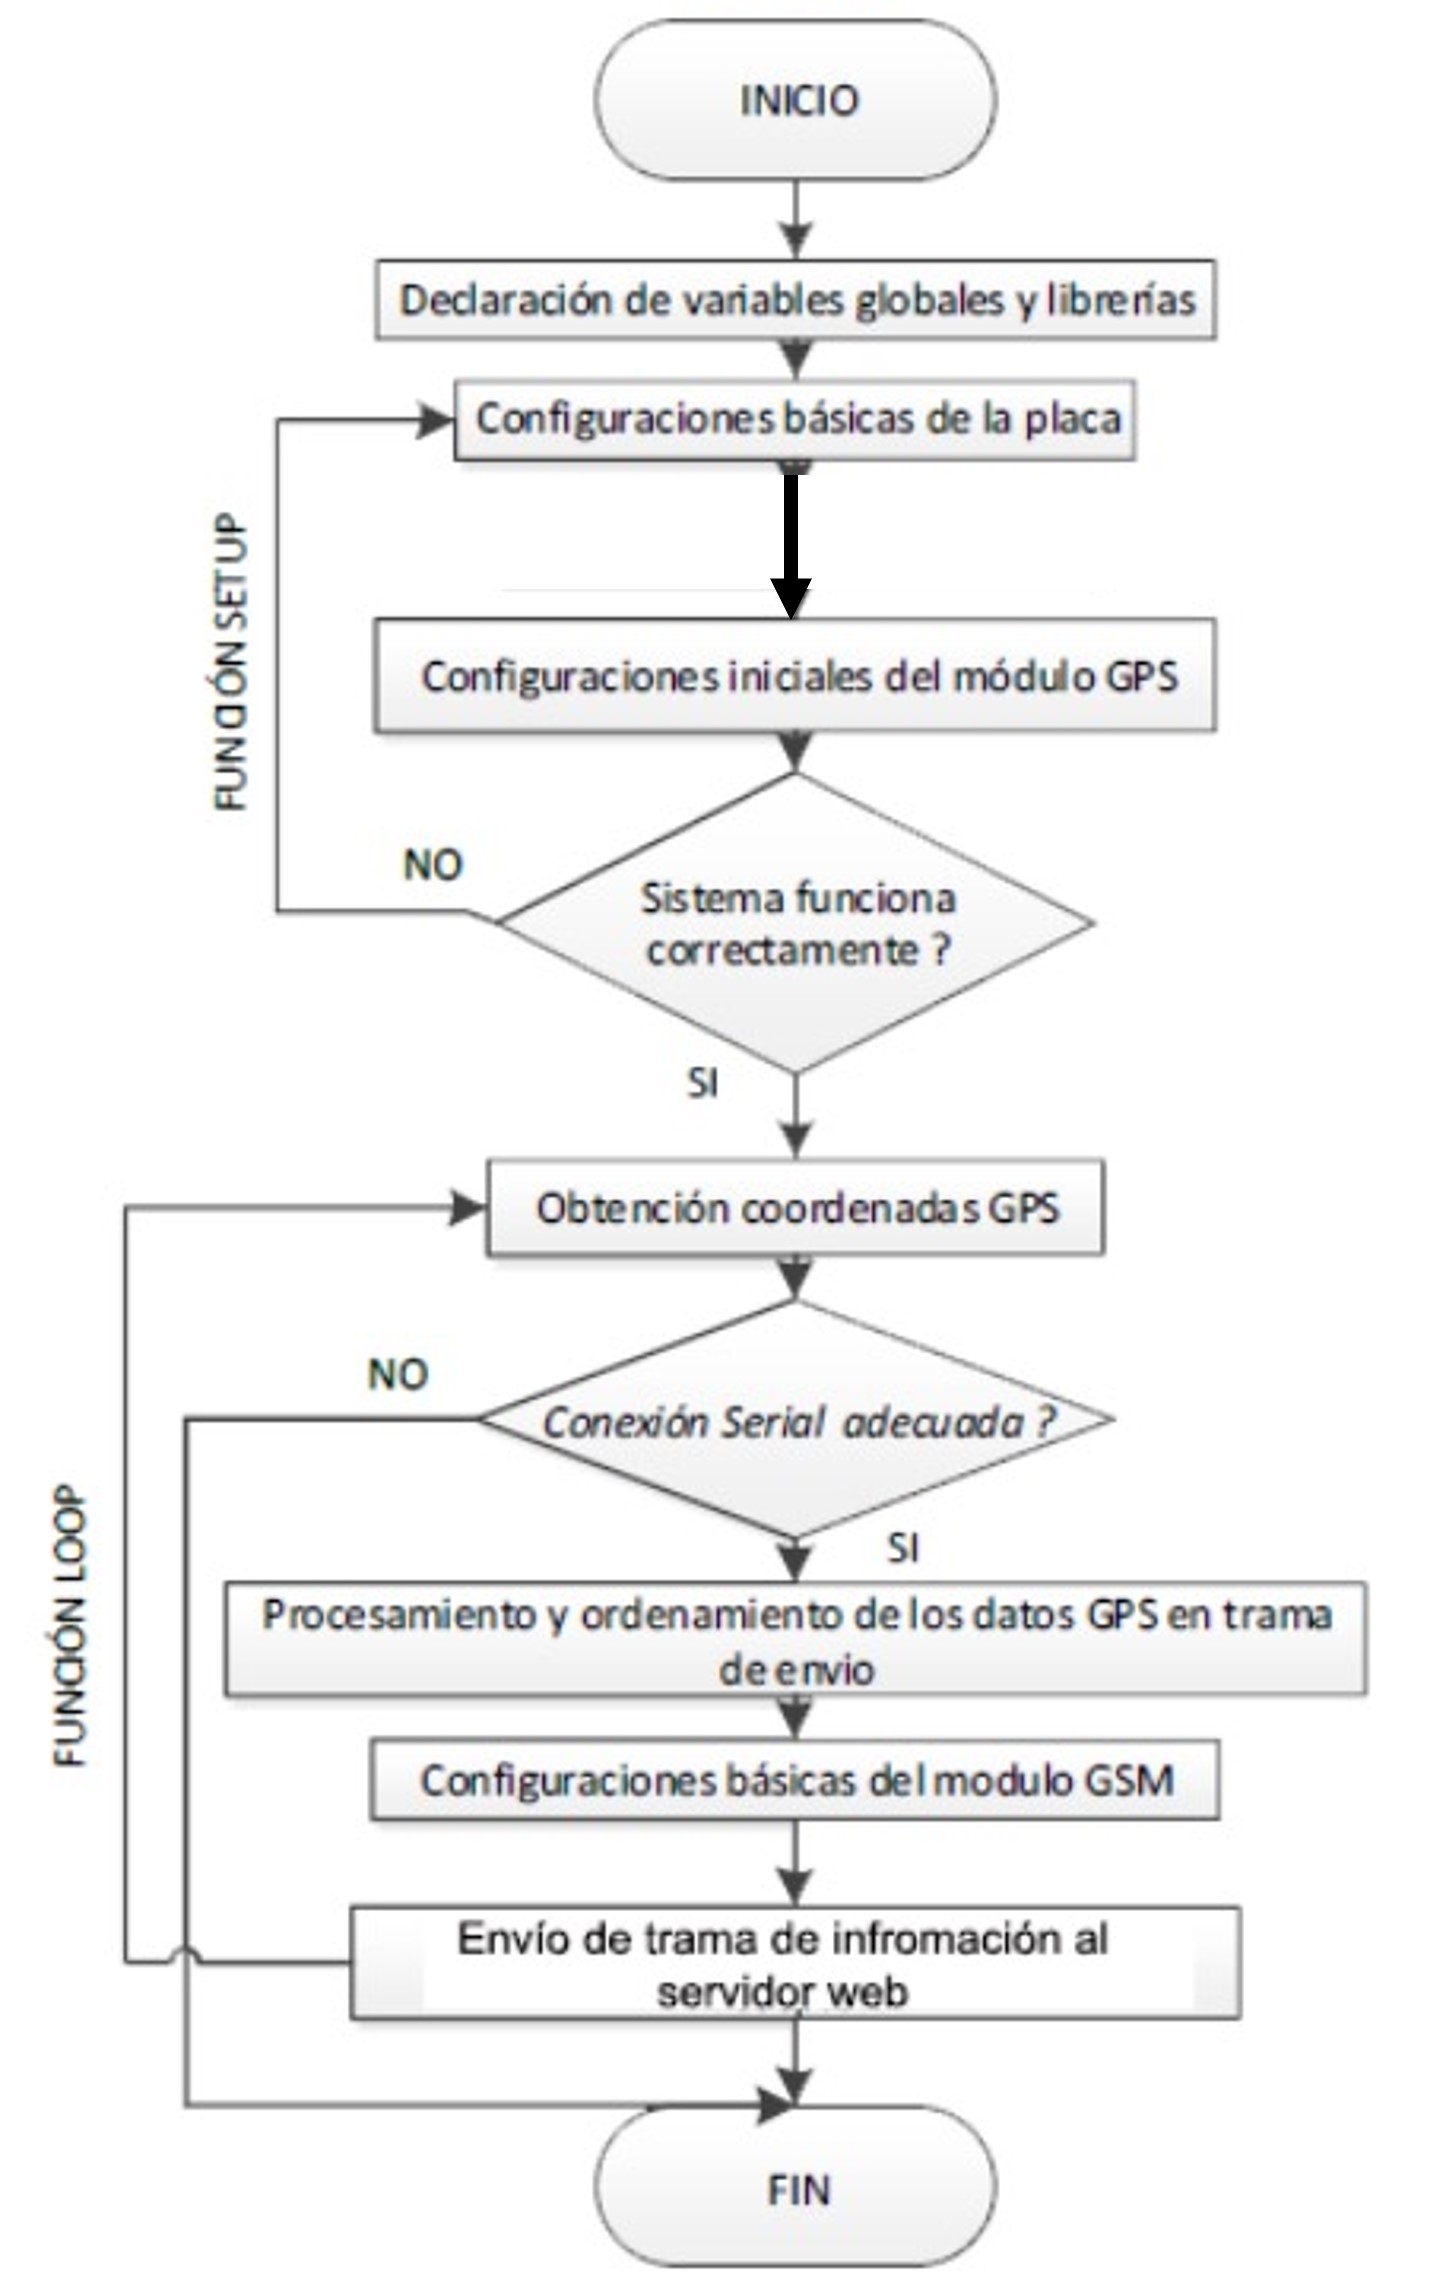 INICIO
Declaración de variables globales y librerías
Configuraciones básicas de la placa
FUNCIÓN SETUP
Configuraciones iniciales del módulo GPS
NO
Sistema funciona
correctamente ?
SI
Obtención coordenadas GPS
NO
Conexión Serial adecuada ?
SI
FUNCIÓN LOOP
Procesamiento y ordenamiento de los datos GPS en trama
de envio
Configuraciones básicas del modulo GSM
Envío de trama de infromación al
servidor web
FIN